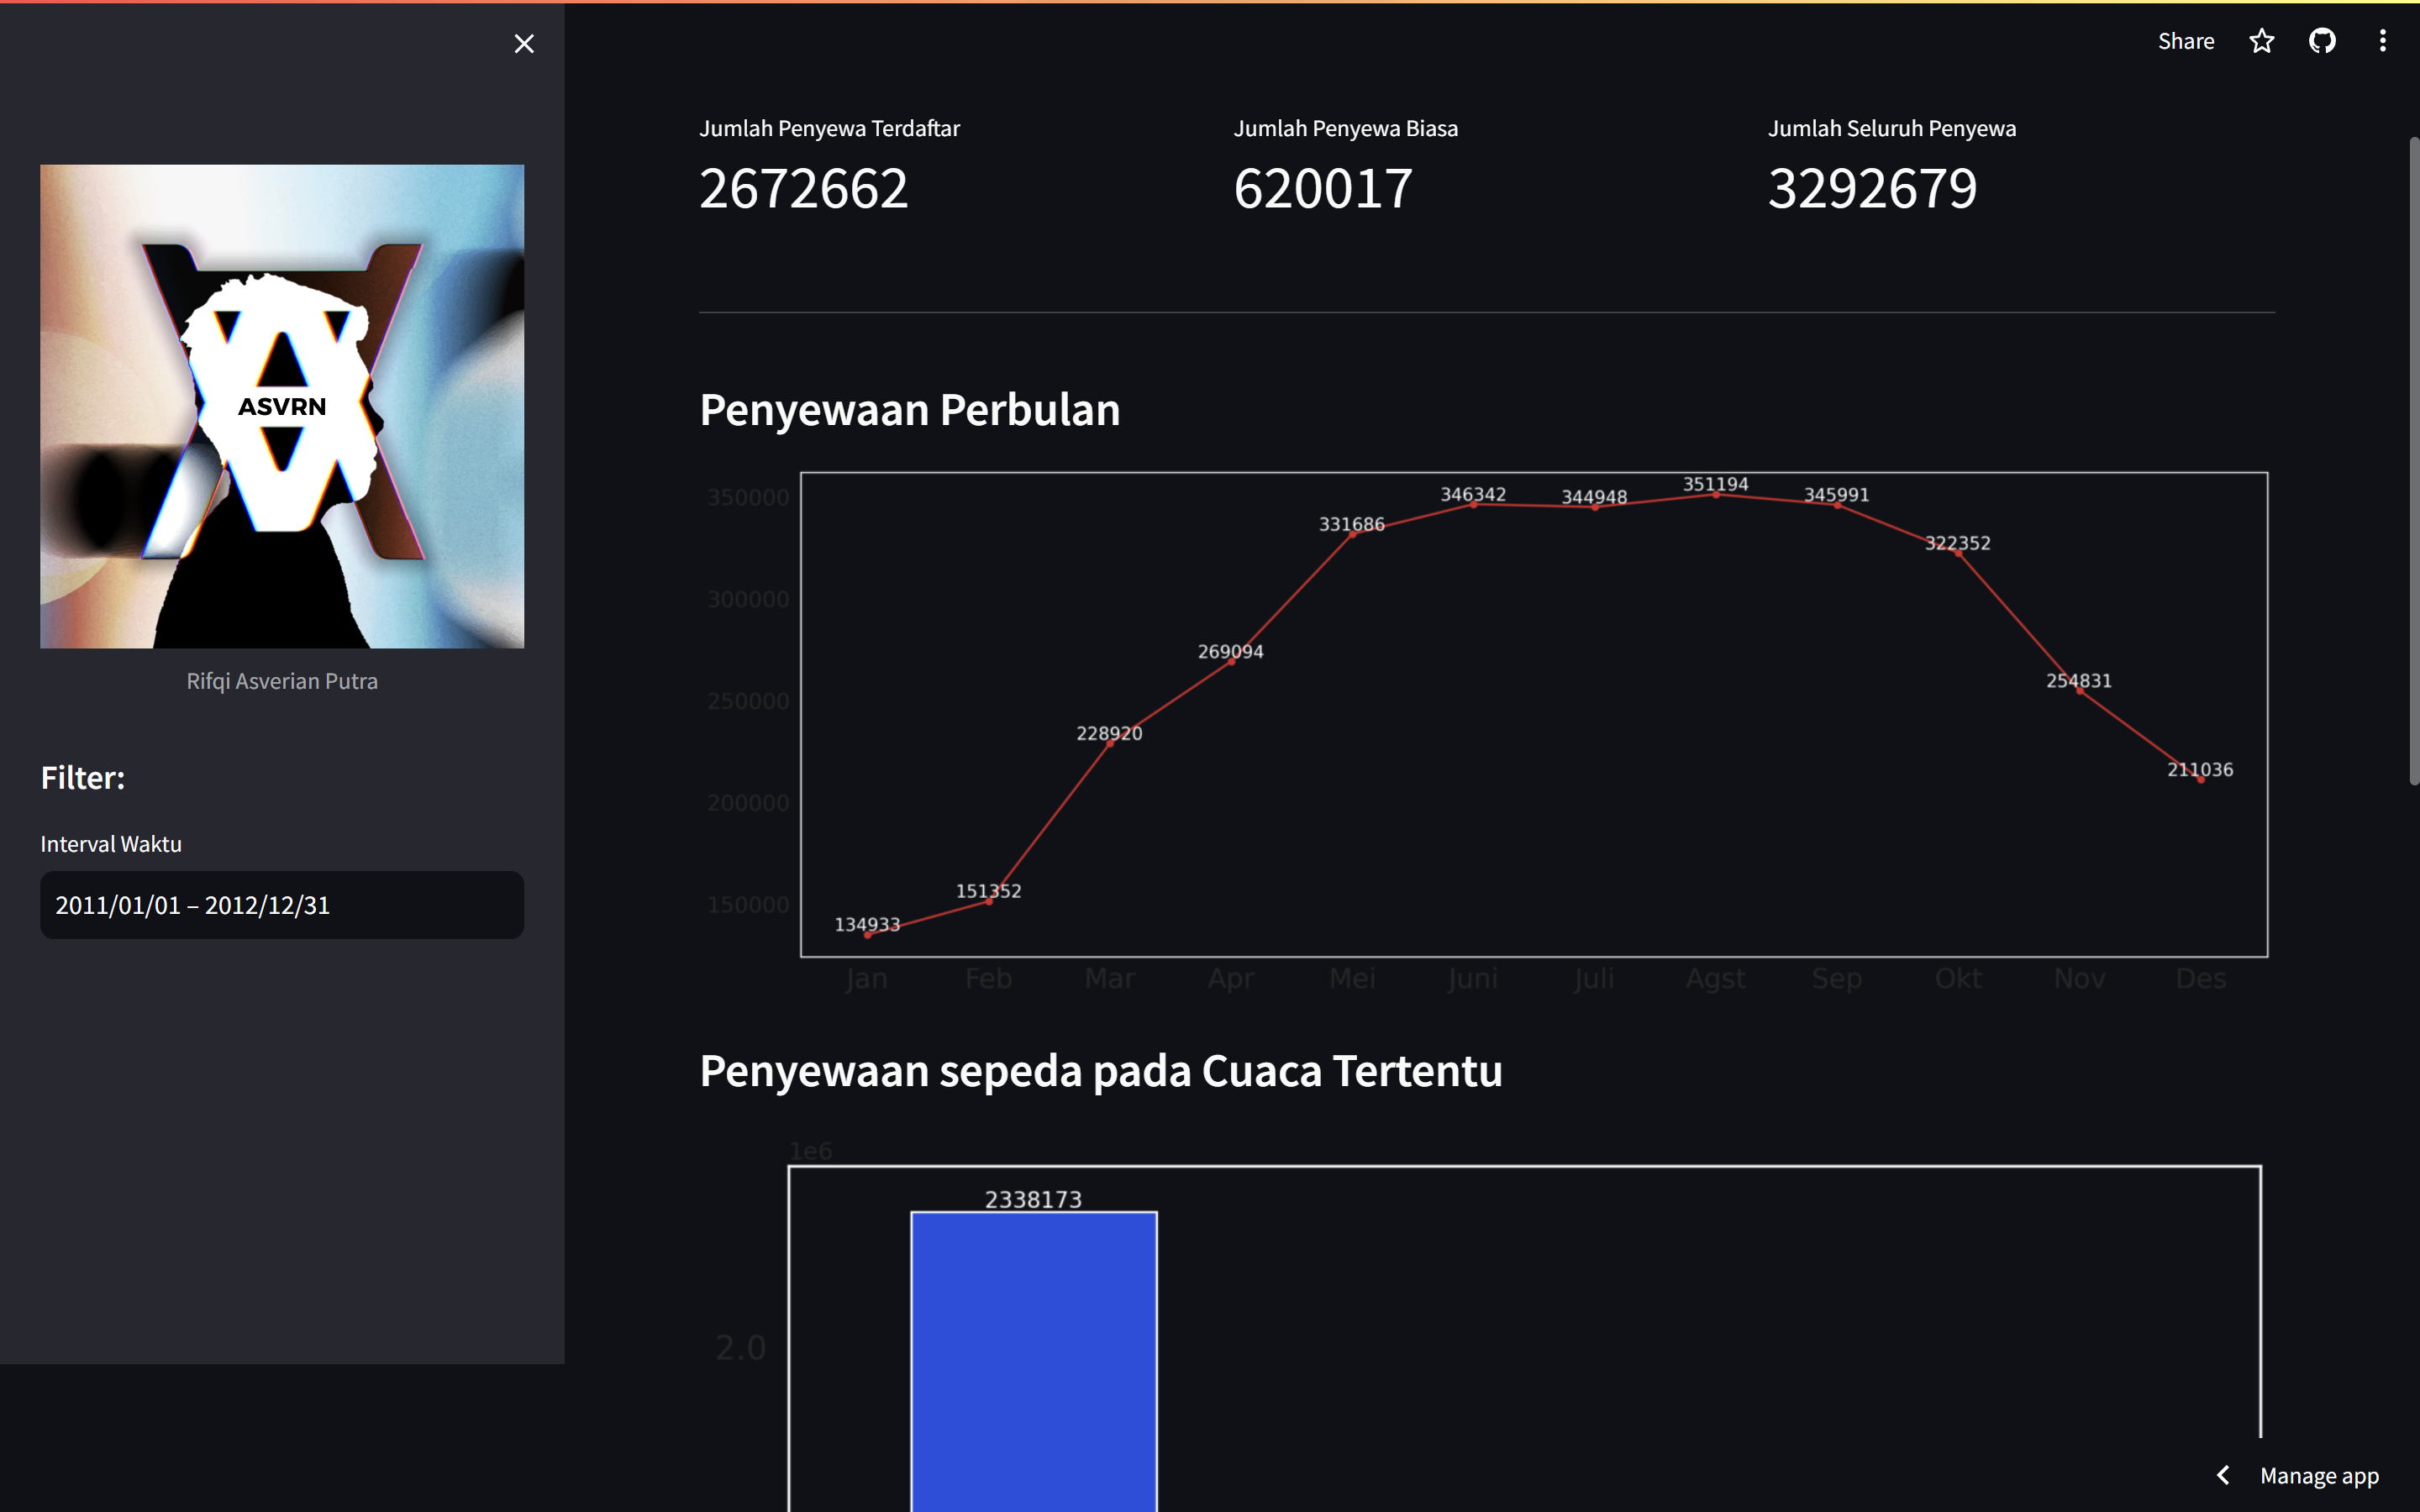 Share
Jumlah Penyewa Terdaftar
2672662
Jumlah Penyewa Biasa
620017
Jumlah Seluruh Penyewa
3292679
ASVRN
Rifqi Asverian Putra
Filter:
Interval Waktu
2011/01/01 – 2012/12/31
Penyewaan Perbulan
350000
300000
250000
200000
150000
134933
151352
228920
269094
331686
346342
344948
351194
345991
322352
254831
211036
Jan Feb Mar Apr Mei Juni Juli Agst Sep Okt Nov Des
Penyewaan sepeda pada Cuaca Tertentu
1e6
2338173
2.0
Manage app